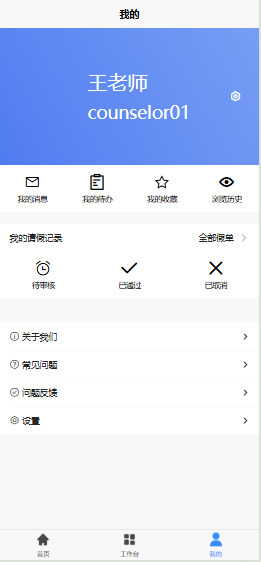 我的
王老师
counselor01
我的消息 我的待办 我的收藏 浏览历史
我的请假记录 全部假单
待审核 已通过 已取消
关于我们
常见问题
问题反馈
设置
首页 工作台 我的